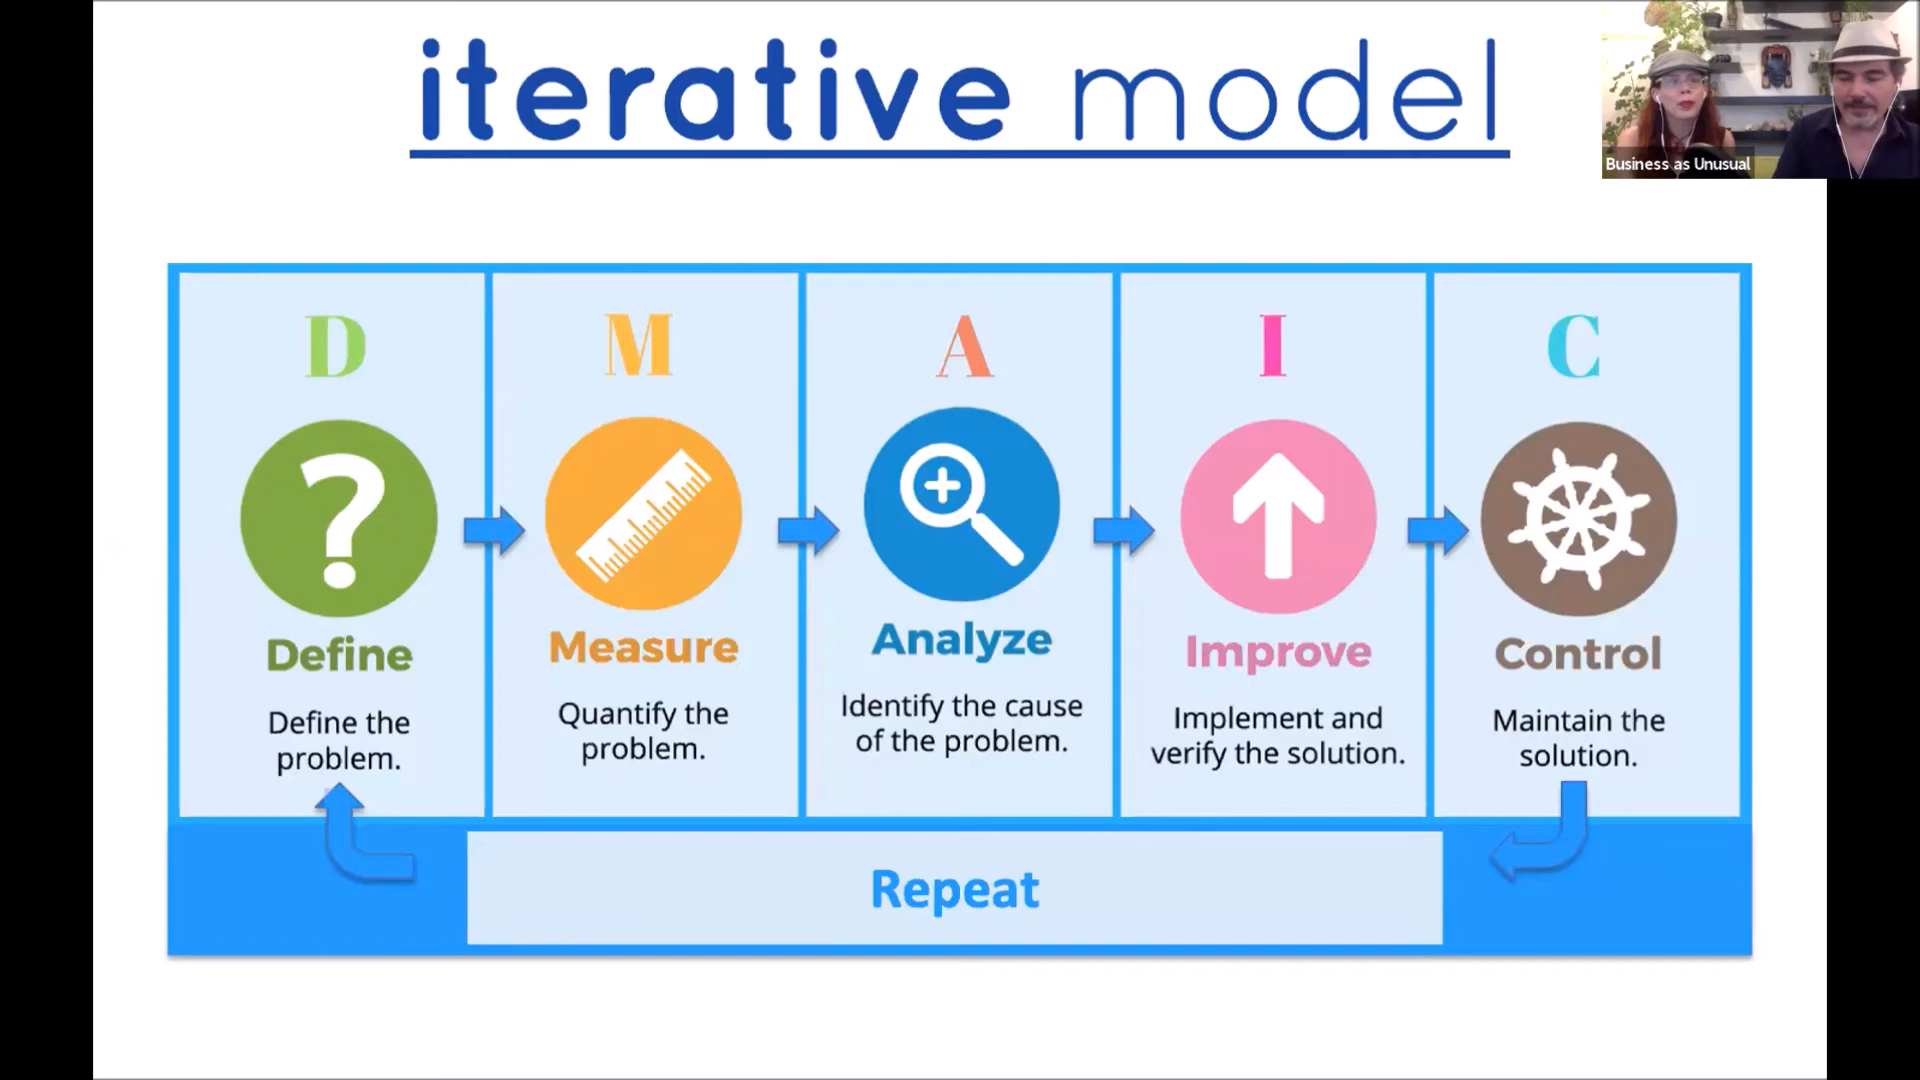 iterative model
Business as Unusual
D
M
A
I
C
Define
Define the
problem.
Measure
Quantify the
problem.
Analyze
Identify the cause
of the problem.
Improve
Implement and
verify the solution.
Control
Maintain the
solution.
Repeat